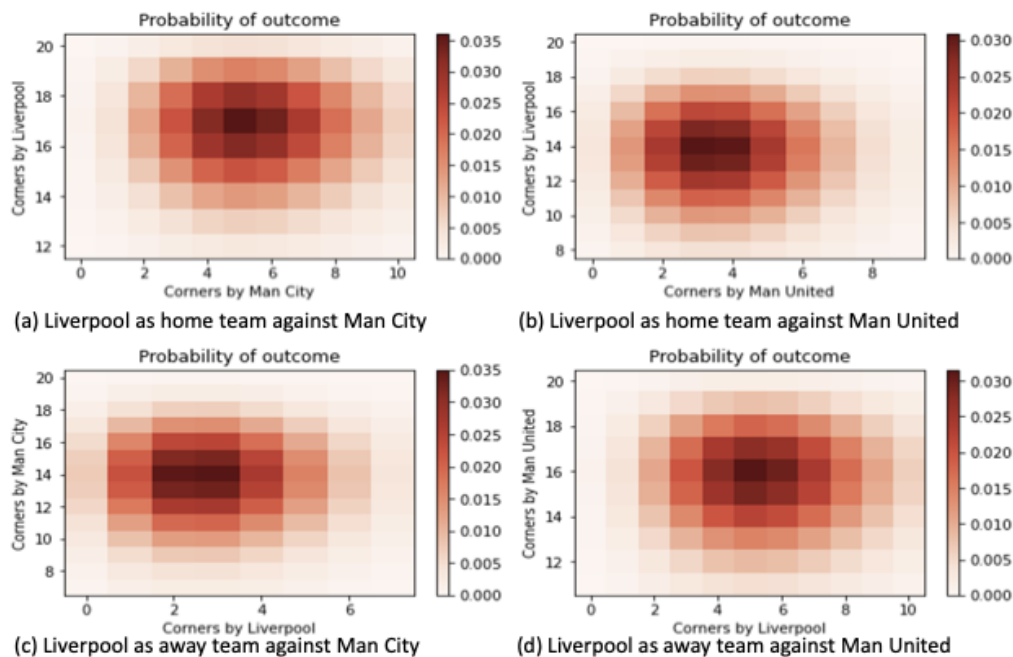 Probability of outcome
20
18
16
14
12
Corners by Liverpool
0 2 4 6 8 10
Corners by Man City
0.035
0.030
0.025
0.020
0.015
0.010
0.005
0.000
(a) Liverpool as home team against Man City
Probability of outcome
20
18
16
14
12
10
8
Corners by Liverpool
0 2 4 6 8
Corners by Man United
0.030
0.025
0.020
0.015
0.010
0.005
0.000
(b) Liverpool as home team against Man United
Probability of outcome
20
18
16
14
12
10
8
Corners by Man City
0 2 4 6
Corners by Liverpool
0.035
0.030
0.025
0.020
0.015
0.010
0.005
0.000
(c) Liverpool as away team against Man City
Probability of outcome
20
18
16
14
12
Corners by Man United
0 2 4 6 8 10
Corners by Liverpool
0.030
0.025
0.020
0.015
0.010
0.005
0.000
(d) Liverpool as away team against Man United